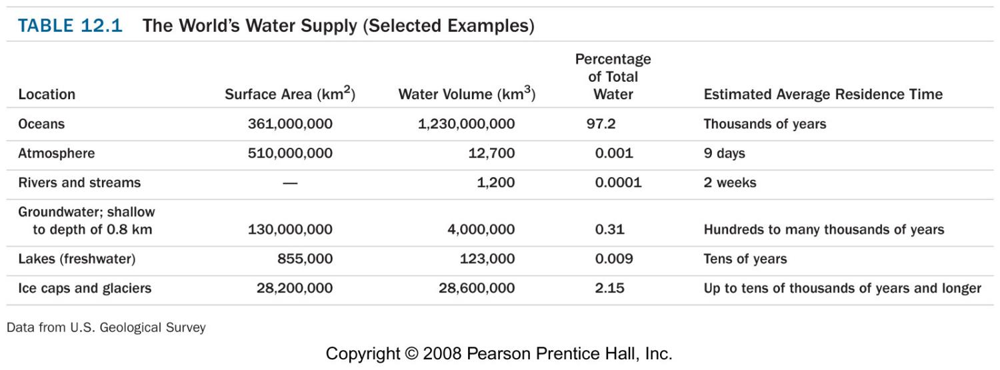 TABLE 12.1 The World's Water Supply (Selected Examples)
Percentage
of Total
Location Surface Area (km²) Water Volume (km³) Water Estimated Average Residence Time
Oceans 361,000,000 1,230,000,000 97.2 Thousands of years
Atmosphere 510,000,000 12,700 0.001 9 days
Rivers and streams — 1,200 0.0001 2 weeks
Groundwater; shallow
to depth of 0.8 km 130,000,000 4,000,000 0.31 Hundreds to many thousands of years
Lakes (freshwater) 855,000 123,000 0.009 Tens of years
Ice caps and glaciers 28,200,000 28,600,000 2.15 Up to tens of thousands of years and longer
Data from U.S. Geological Survey
Copyright © 2008 Pearson Prentice Hall, Inc.